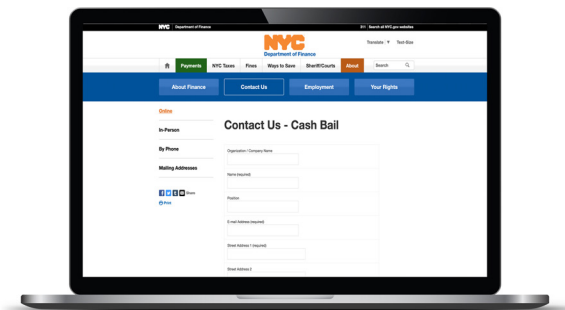 NYC Department of Finance
311 Search all NYC.gov websites
Translate ▼ Text-Size
NYC
Department of Finance
Payments NYC Taxes Fines Ways to Save Sheriff/Courts About Search
About Finance Contact Us Employment Your Rights
Online
In-Person
By Phone
Mailing Addresses
Share
Print
Contact Us - Cash Bail
Organization / Company Name
Name (required)
Position
E-mail Address (required)
Street Address 1 (required)
Street Address 2